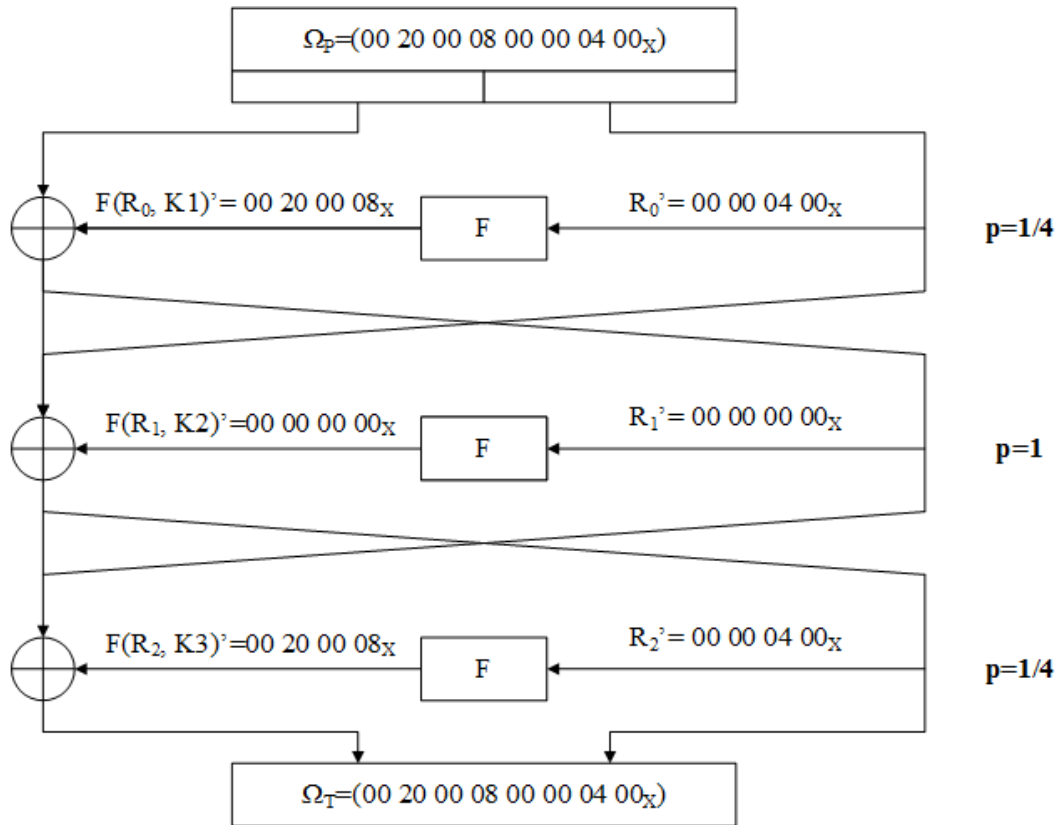 Ω_P=(00 20 00 08 00 00 04 00_X)
F(R_0, K1)’= 00 20 00 08_X
F
R_0’= 00 00 04 00_X
p=1/4
F(R_1, K2)’=00 00 00 00_X
F
R_1’= 00 00 00 00_X
p=1
F(R_2, K3)’=00 20 00 08_X
F
R_2’= 00 00 04 00_X
p=1/4
Ω_T=(00 20 00 08 00 00 04 00_X)